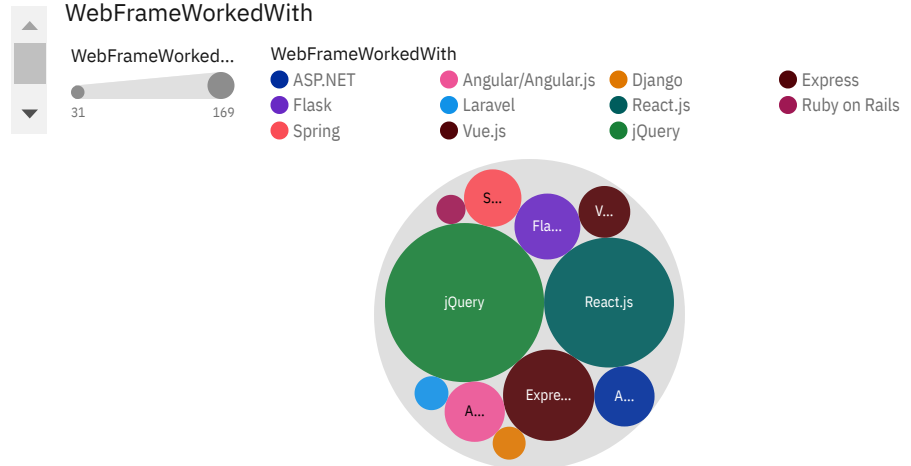 WebFrameWorkedWith
WebFrameWorked...
31 169
WebFrameWorkedWith
ASP.NET Angular/Angular.js Django Express
Flask Laravel React.js Ruby on Rails
Spring Vue.js jQuery
S...
Fla...
V...
jQuery
React.js
Expre...
A...
A...